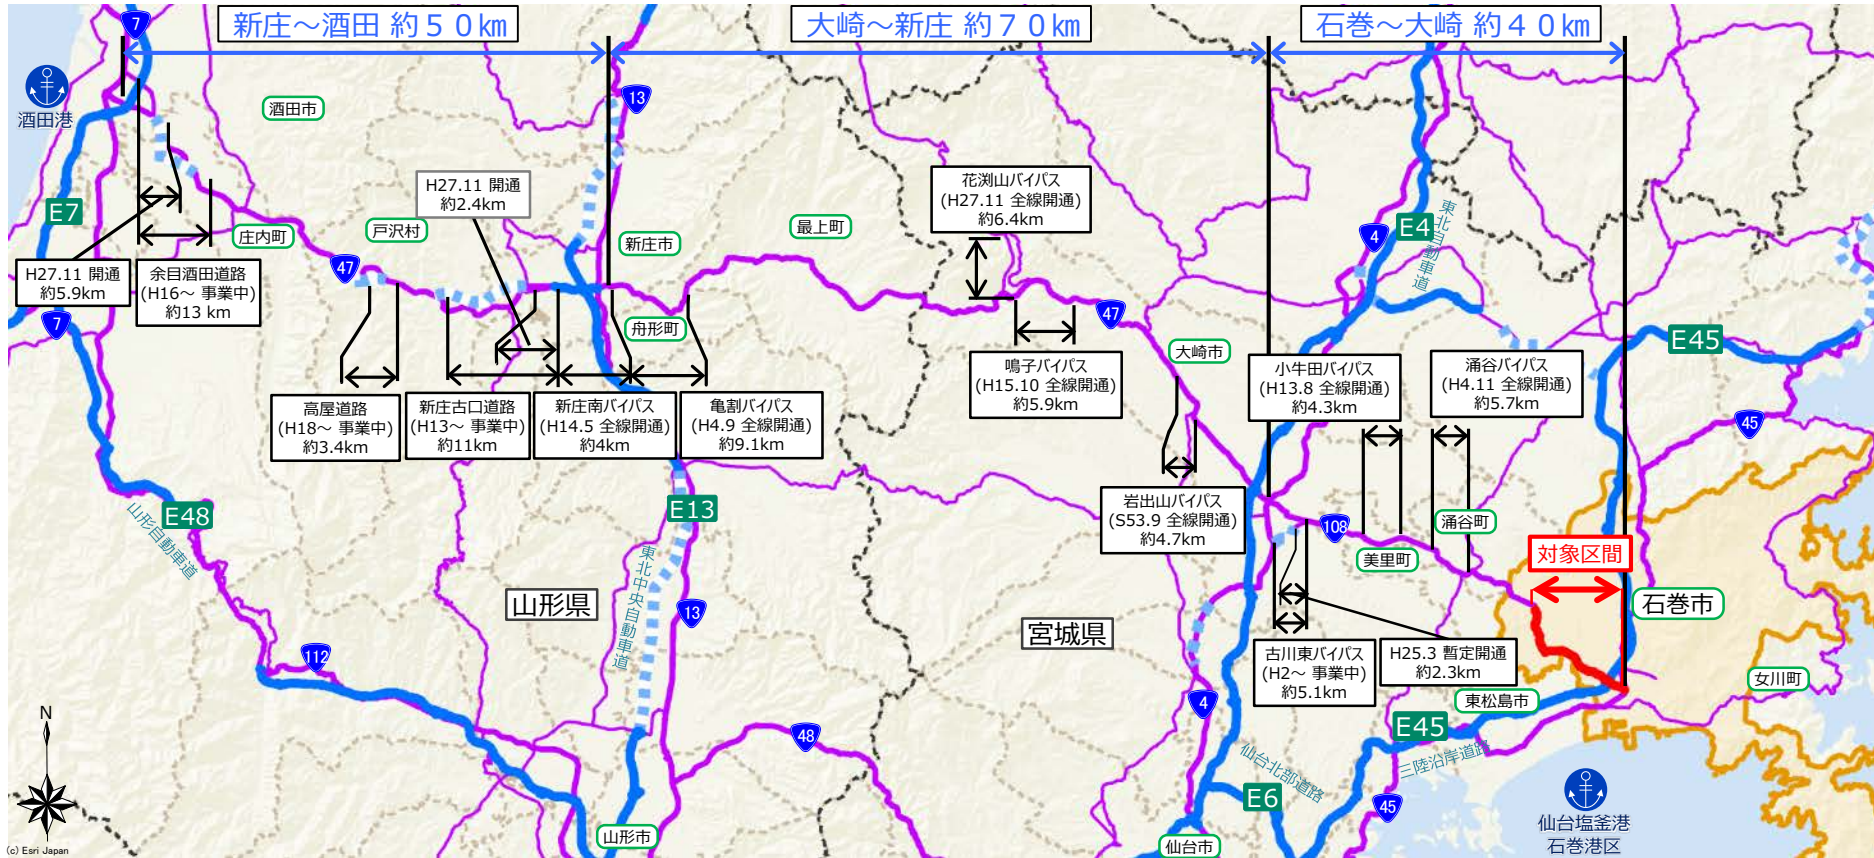 新庄～酒田 約５０㎞
大崎～新庄 約７０㎞
石巻～大崎 約４０㎞
7
酒田港
酒田市
13
E7
庄内町
戸沢村
H27.11 開通
約2.4km
新庄市
最上町
花渕山バイパス
(H27.11 全線開通)
約6.4km
4
E4
東北自動車道
H27.11 開通
約5.9km
余目酒田道路
(H16～ 事業中)
約13 km
47
7
舟形町
47
大崎市
E45
鳴子バイパス
(H15.10 全線開通)
約5.9km
小牛田バイパス
(H13.8 全線開通)
約4.3km
涌谷バイパス
(H4.11 全線開通)
約5.7km
高屋道路
(H18～ 事業中)
約3.4km
新庄古口道路
(H13～ 事業中)
約11km
新庄南バイパス
(H14.5 全線開通)
約4km
亀割バイパス
(H4.9 全線開通)
約9.1km
45
岩出山バイパス
(S53.9 全線開通)
約4.7km
E48
山形自動車道
E13
東北中央自動車道
108
涌谷町
美里町
対象区間
石巻市
山形県
13
宮城県
112
古川東バイパス
(H2～ 事業中)
約5.1km
H25.3 暫定開通
約2.3km
東松島市
女川町
4
48
E45
三陸沿岸道路
仙台北部道路
E6
45
仙台塩釜港
石巻港区
N
山形市
仙台市
(c) Esri Japan